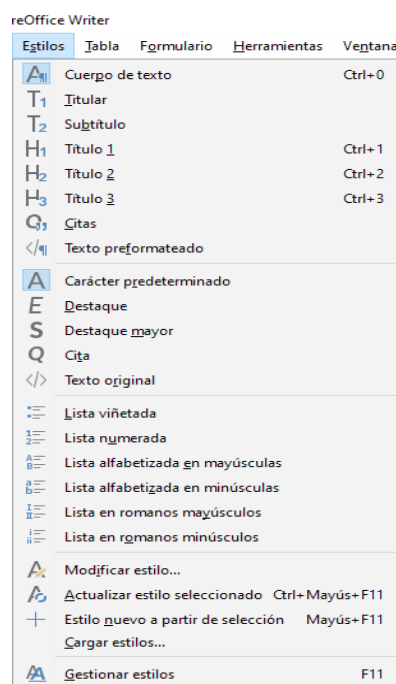 reOffice Writer
Estilos Tabla Formulario Herramientas Ventana
Cuerpo de texto Ctrl+0
Titular
Subtítulo
Título 1 Ctrl+1
Título 2 Ctrl+2
Título 3 Ctrl+3
Citas
Texto preformateado
Carácter predeterminado
Destaque
Destaque mayor
Cita
Texto original
Lista viñetada
Lista numerada
Lista alfabetizada en mayúsculas
Lista alfabetizada en minúsculas
Lista en romanos mayúsculos
Lista en romanos minúsculos
Modificar estilo...
Actualizar estilo seleccionado Ctrl+Mayús+F11
Estilo nuevo a partir de selección Mayús+F11
Cargar estilos...
Gestionar estilos F11